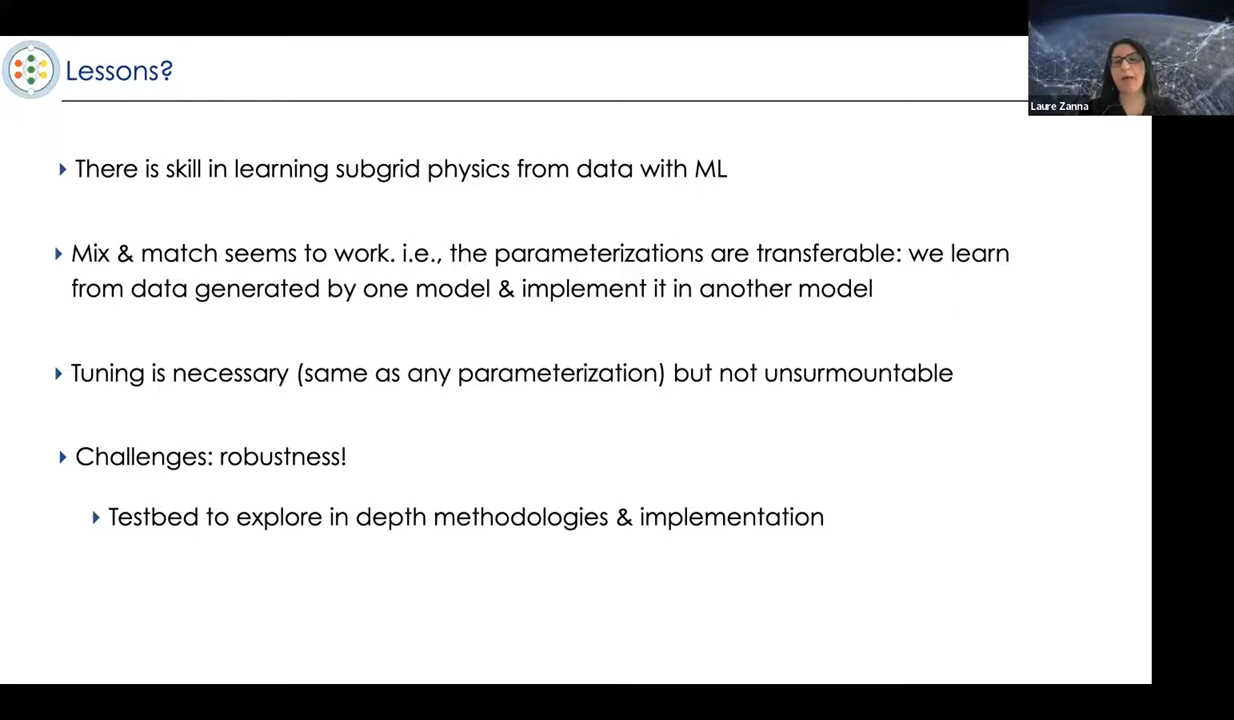 Lessons?
Laure Zanna
There is skill in learning subgrid physics from data with ML
Mix & match seems to work. i.e., the parameterizations are transferable: we learn
from data generated by one model & implement it in another model
Tuning is necessary (same as any parameterization) but not unsurmountable
Challenges: robustness!
Testbed to explore in depth methodologies & implementation